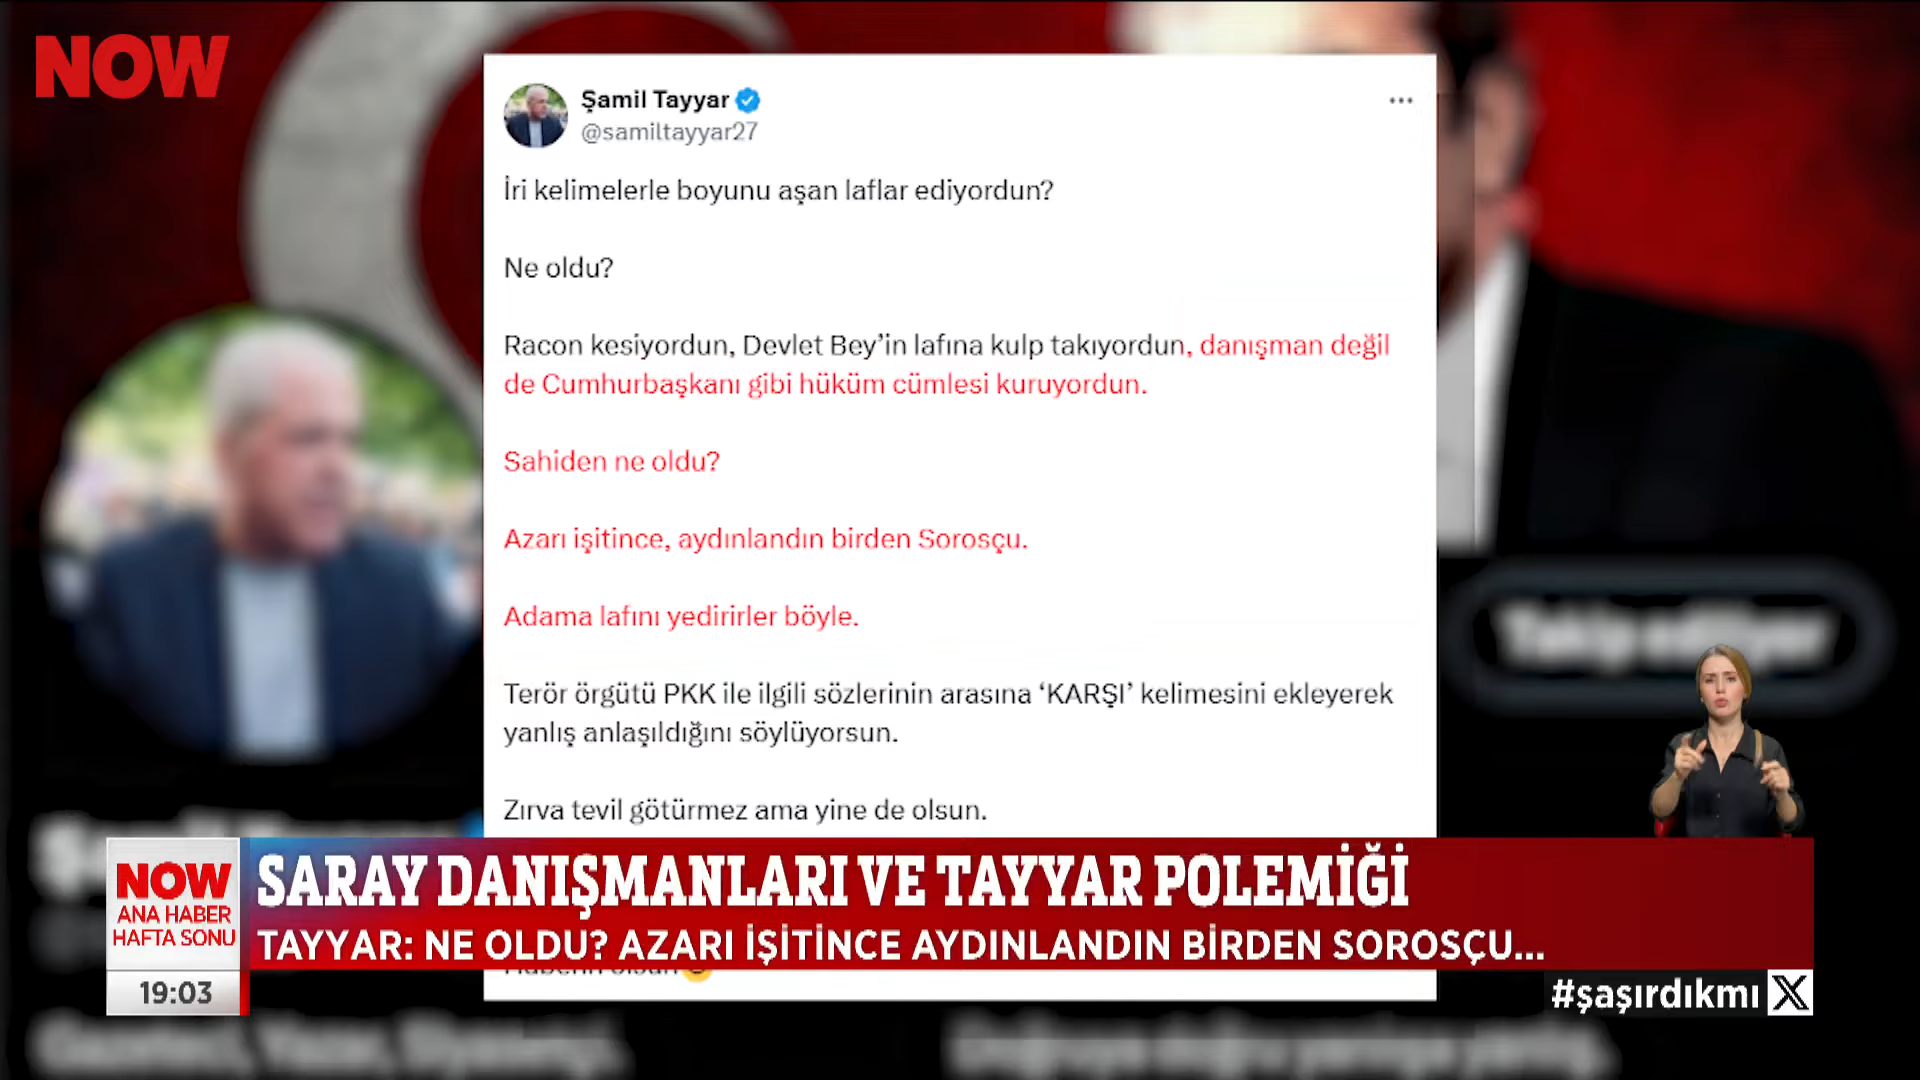 NOW
Şamil Tayyar
@samiltayyar27
İri kelimelerle boyunu aşan laflar ediyordun?
Ne oldu?
Racon kesiyordun, Devlet Bey’in lafına kulp takıyordun, danışman değil
de Cumhurbaşkanı gibi hüküm cümlesi kuruyordun.
Sahiden ne oldu?
Azarı işitince, aydınlandın birden Sorosçu.
Adama lafını yedirirler böyle.
Terör örgütü PKK ile ilgili sözlerinin arasına ‘KARŞI’ kelimesini ekleyerek
yanlış anlaşıldığını söylüyorsun.
Zırva tevil götürmez ama yine de olsun.
Takip ediliyor
NOW
ANA HABER
HAFTA SONU
19:03
SARAY DANIŞMANLARI VE TAYYAR POLEMİĞİ
TAYYAR: NE OLDU? AZARI İŞİTİNCE AYDINLANDIN BİRDEN SOROSÇU...
#şaşırdıkmı X